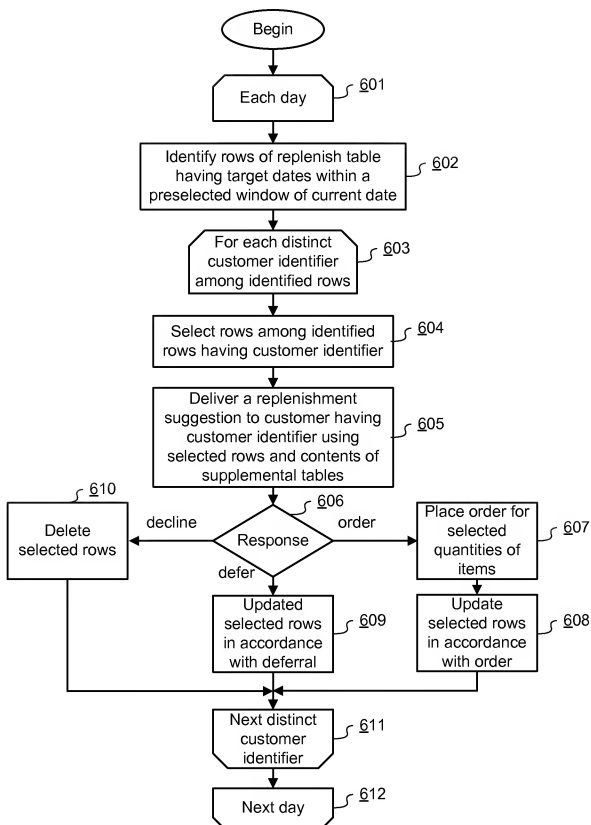 Begin
Each day
601
Identify rows of replenish table
having target dates within a
preselected window of current date
602
For each distinct
customer identifier
among identified rows
603
Select rows among identified
rows having customer identifier
604
Deliver a replenishment
suggestion to customer having
customer identifier using
selected rows and contents of
supplemental tables
605
606
Response
decline
order
defer
610
Delete
selected rows
Place order for
selected
quantities of
items
607
Updated
selected rows
in accordance
with deferral
609
Update
selected rows
in accordance
with order
608
Next distinct
customer
identifier
611
Next day
612